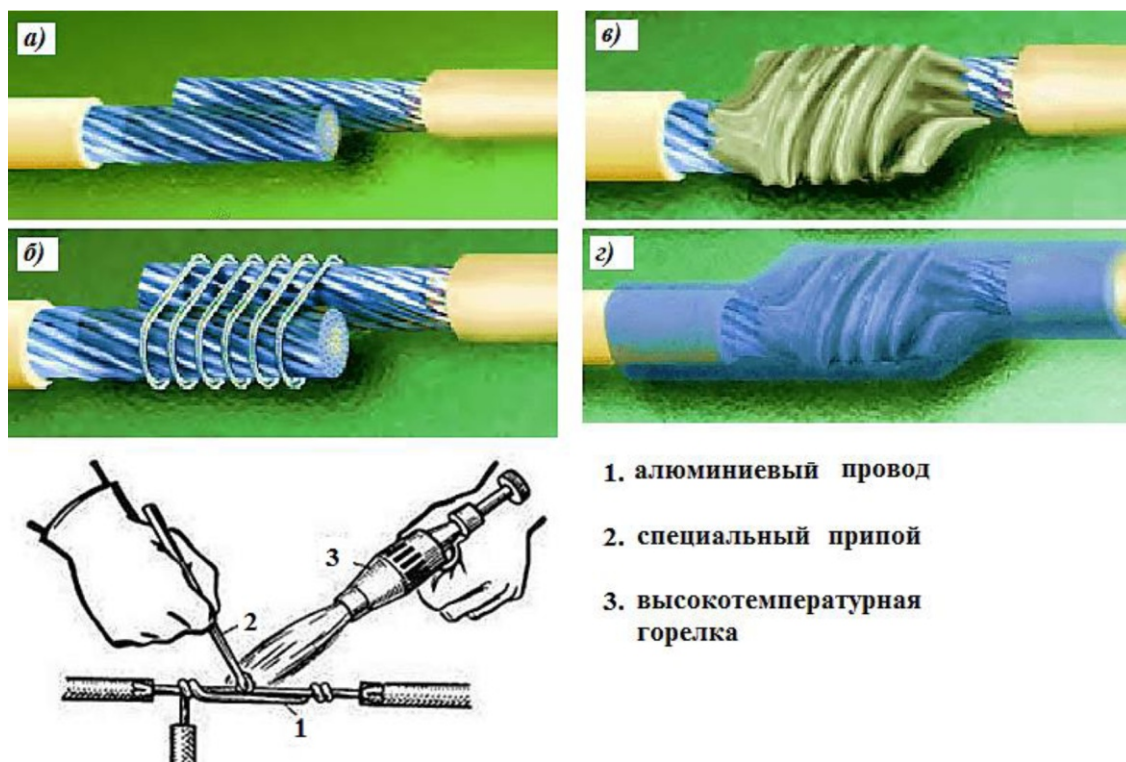 а)
в)
б)
г)
1. алюминиевый провод
2. специальный припой
3. высокотемпературная
горелка
3
2
1